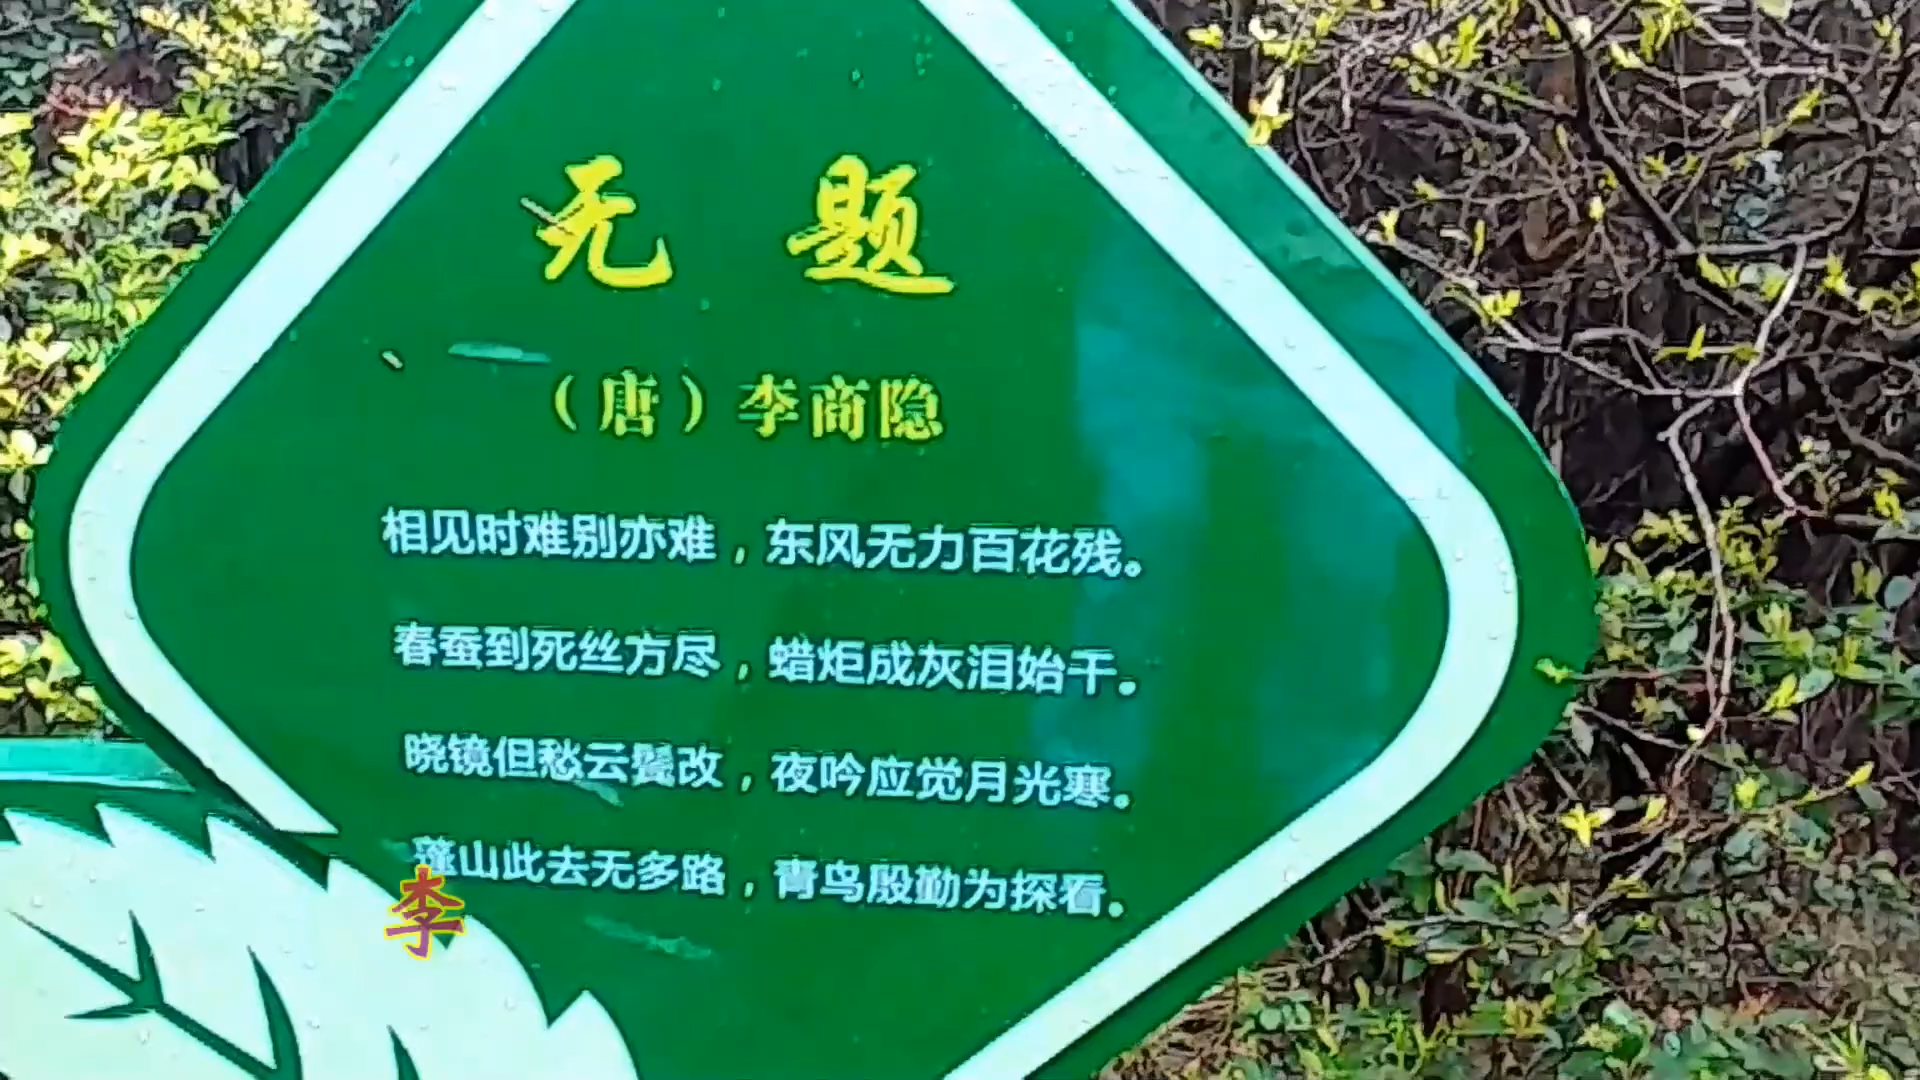 无 题
（唐）李商隐
相见时难别亦难，东风无力百花残。
春蚕到死丝方尽，蜡炬成灰泪始干。
晓镜但愁云鬓改，夜吟应觉月光寒。
蓬山此去无多路，青鸟殷勤为探看。
李